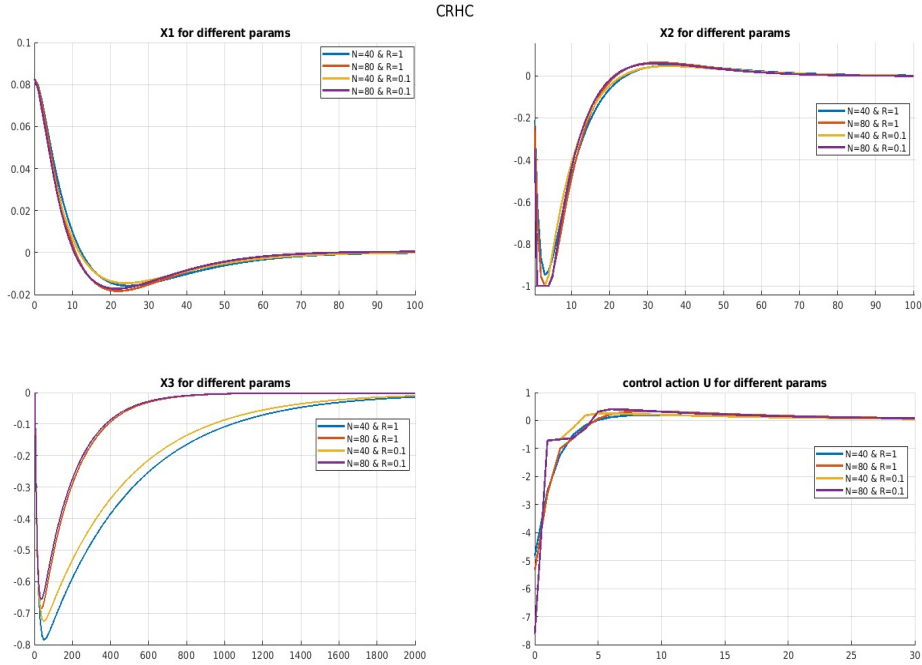 CRHC
X1 for different params
0.1
0.08
0.06
0.04
0.02
0
-0.02
0 10 20 30 40 50 60 70 80 90 100
N=40 & R=1
N=80 & R=1
N=40 & R=0.1
N=80 & R=0.1
X2 for different params
0
-0.2
-0.4
-0.6
-0.8
-1
10 20 30 40 50 60 70 80 90 100
N=40 & R=1
N=80 & R=1
N=40 & R=0.1
N=80 & R=0.1
X3 for different params
0
-0.1
-0.2
-0.3
-0.4
-0.5
-0.6
-0.7
-0.8
0 200 400 600 800 1000 1200 1400 1600 1800 2000
N=40 & R=1
N=80 & R=1
N=40 & R=0.1
N=80 & R=0.1
control action U for different params
1
0
-1
-2
-3
-4
-5
-6
-7
-8
0 5 10 15 20 25 30
N=40 & R=1
N=80 & R=1
N=40 & R=0.1
N=80 & R=0.1